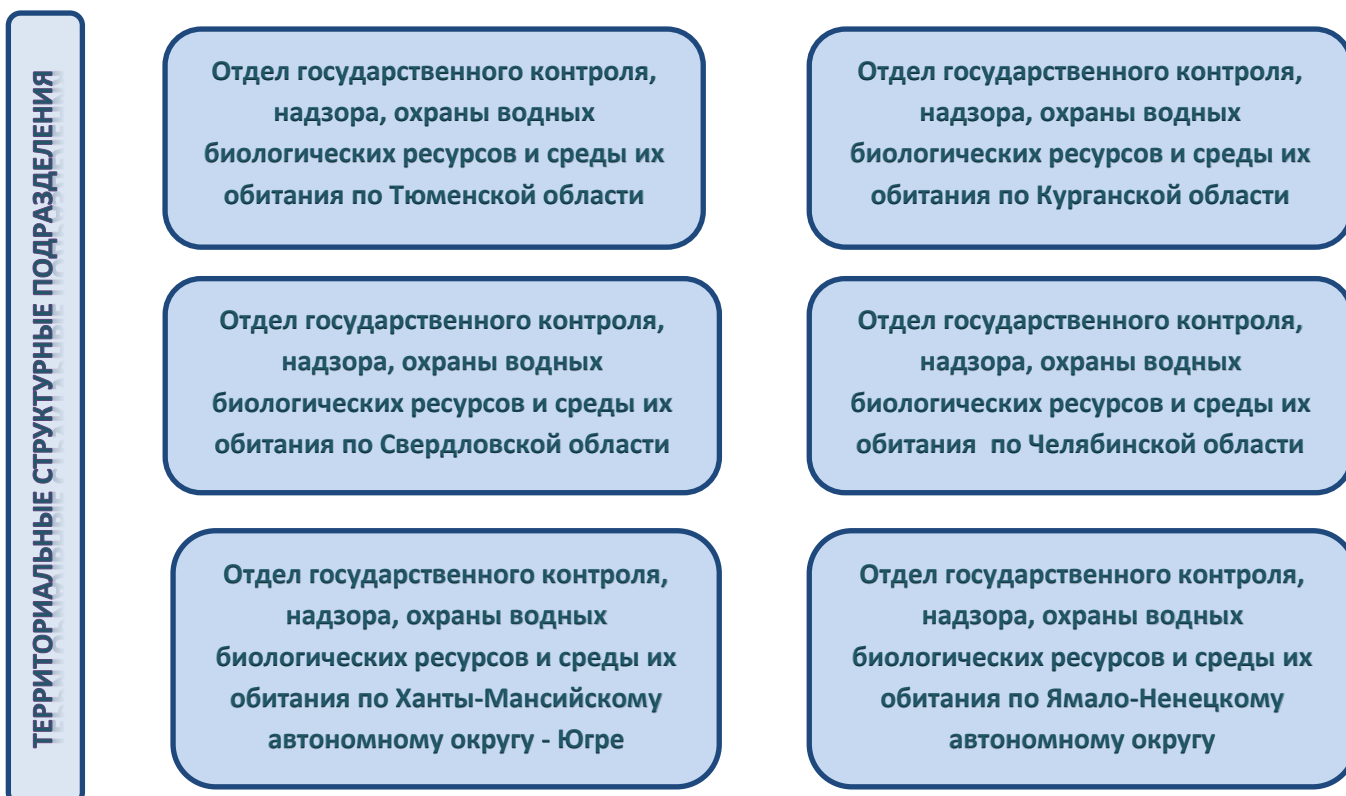 ТЕРРИТОРИАЛЬНЫЕ СТРУКТУРНЫЕ ПОДРАЗДЕЛЕНИЯ
Отдел государственного контроля,
надзора, охраны водных
биологических ресурсов и среды их
обитания по Тюменской области
Отдел государственного контроля,
надзора, охраны водных
биологических ресурсов и среды их
обитания по Курганской области
Отдел государственного контроля,
надзора, охраны водных
биологических ресурсов и среды их
обитания по Свердловской области
Отдел государственного контроля,
надзора, охраны водных
биологических ресурсов и среды их
обитания по Челябинской области
Отдел государственного контроля,
надзора, охраны водных
биологических ресурсов и среды их
обитания по Ханты-Мансийскому
автономному округу - Югре
Отдел государственного контроля,
надзора, охраны водных
биологических ресурсов и среды их
обитания по Ямало-Ненецкому
автономному округу